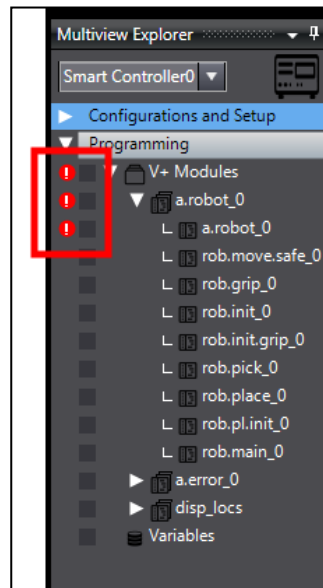 Multiview Explorer
Smart Controller0
Configurations and Setup
Programming
V+ Modules
a.robot_0
a.robot_0
rob.move.safe_0
rob.grip_0
rob.init_0
rob.init.grip_0
rob.pick_0
rob.place_0
rob.pl.init_0
rob.main_0
a.error_0
disp_locs
Variables